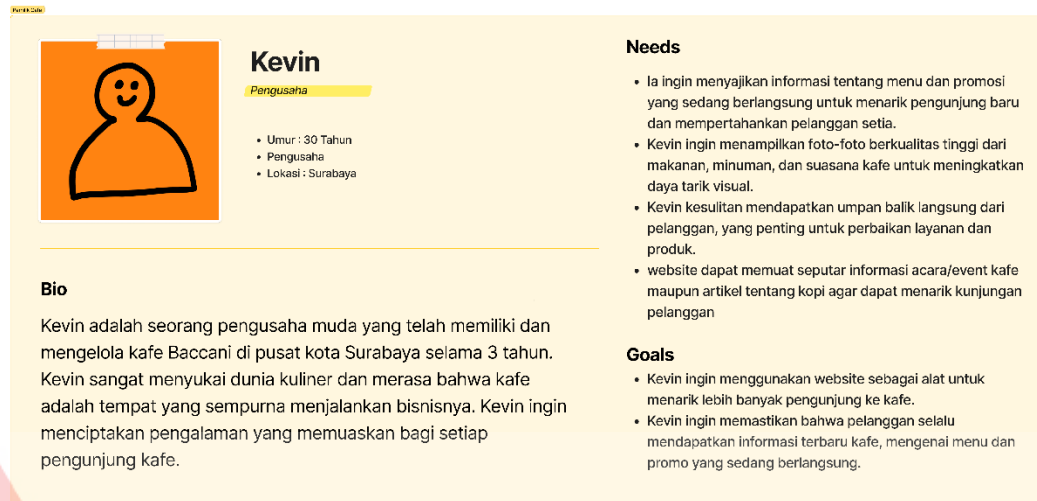 Pemilik Cafe
Kevin
Pengusaha
Umur : 30 Tahun
Pengusaha
Lokasi : Surabaya
Bio
Kevin adalah seorang pengusaha muda yang telah memiliki dan
mengelola kafe Baccani di pusat kota Surabaya selama 3 tahun.
Kevin sangat menyukai dunia kuliner dan merasa bahwa kafe
adalah tempat yang sempurna menjalankan bisnisnya. Kevin ingin
menciptakan pengalaman yang memuaskan bagi setiap
pengunjung kafe.
Needs
Ia ingin menyajikan informasi tentang menu dan promosi
yang sedang berlangsung untuk menarik pengunjung baru
dan mempertahankan pelanggan setia.
Kevin ingin menampilkan foto-foto berkualitas tinggi dari
makanan, minuman, dan suasana kafe untuk meningkatkan
daya tarik visual.
Kevin kesulitan mendapatkan umpan balik langsung dari
pelanggan, yang penting untuk perbaikan layanan dan
produk.
website dapat memuat seputar informasi acara/event kafe
maupun artikel tentang kopi agar dapat menarik kunjungan
pelanggan
Goals
Kevin ingin menggunakan website sebagai alat untuk
menarik lebih banyak pengunjung ke kafe.
Kevin ingin memastikan bahwa pelanggan selalu
mendapatkan informasi terbaru kafe, mengenai menu dan
promo yang sedang berlangsung.